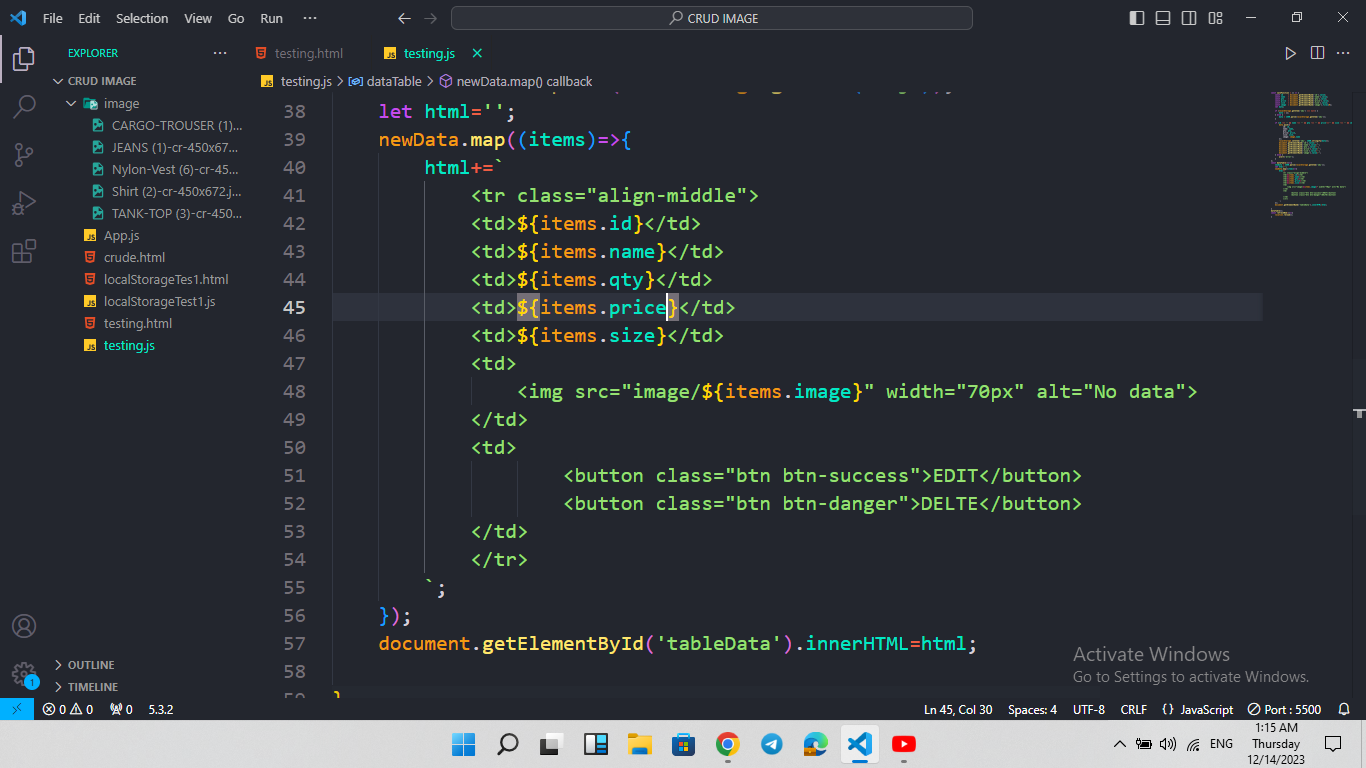 File Edit Selection View Go Run ··· CRUD IMAGE
EXPLORER ···
testing.html
testing.js
CRUD IMAGE
testing.js > dataTable > newData.map() callback
image
CARGO-TROUSER (1)...
JEANS (1)-cr-450x67...
Nylon-Vest (6)-cr-45...
Shirt (2)-cr-450x672.j...
TANK-TOP (3)-cr-450...
App.js
crude.html
localStorageTes1.html
localStorageTest1.js
testing.html
testing.js
38 let html='';
39 newData.map((items)=>{
40 html+=`
41 <tr class="align-middle">
42 <td>${items.id}</td>
43 <td>${items.name}</td>
44 <td>${items.qty}</td>
45 <td>${items.price}</td>
46 <td>${items.size}</td>
47 <td>
48 <img src="image/${items.image}" width="70px" alt="No data">
49 </td>
50 <td>
51 <button class="btn btn-success">EDIT</button>
52 <button class="btn btn-danger">DELTE</button>
53 </td>
54 </tr>
55 `;
56 });
57 document.getElementById('tableData').innerHTML=html;
58
OUTLINE
TIMELINE
1
Activate Windows
Go to Settings to activate Windows.
0 0 0 5.3.2 Ln 45, Col 30 Spaces: 4 UTF-8 CRLF {} JavaScript Port : 5500
ENG
1:15 AM
Thursday
12/14/2023